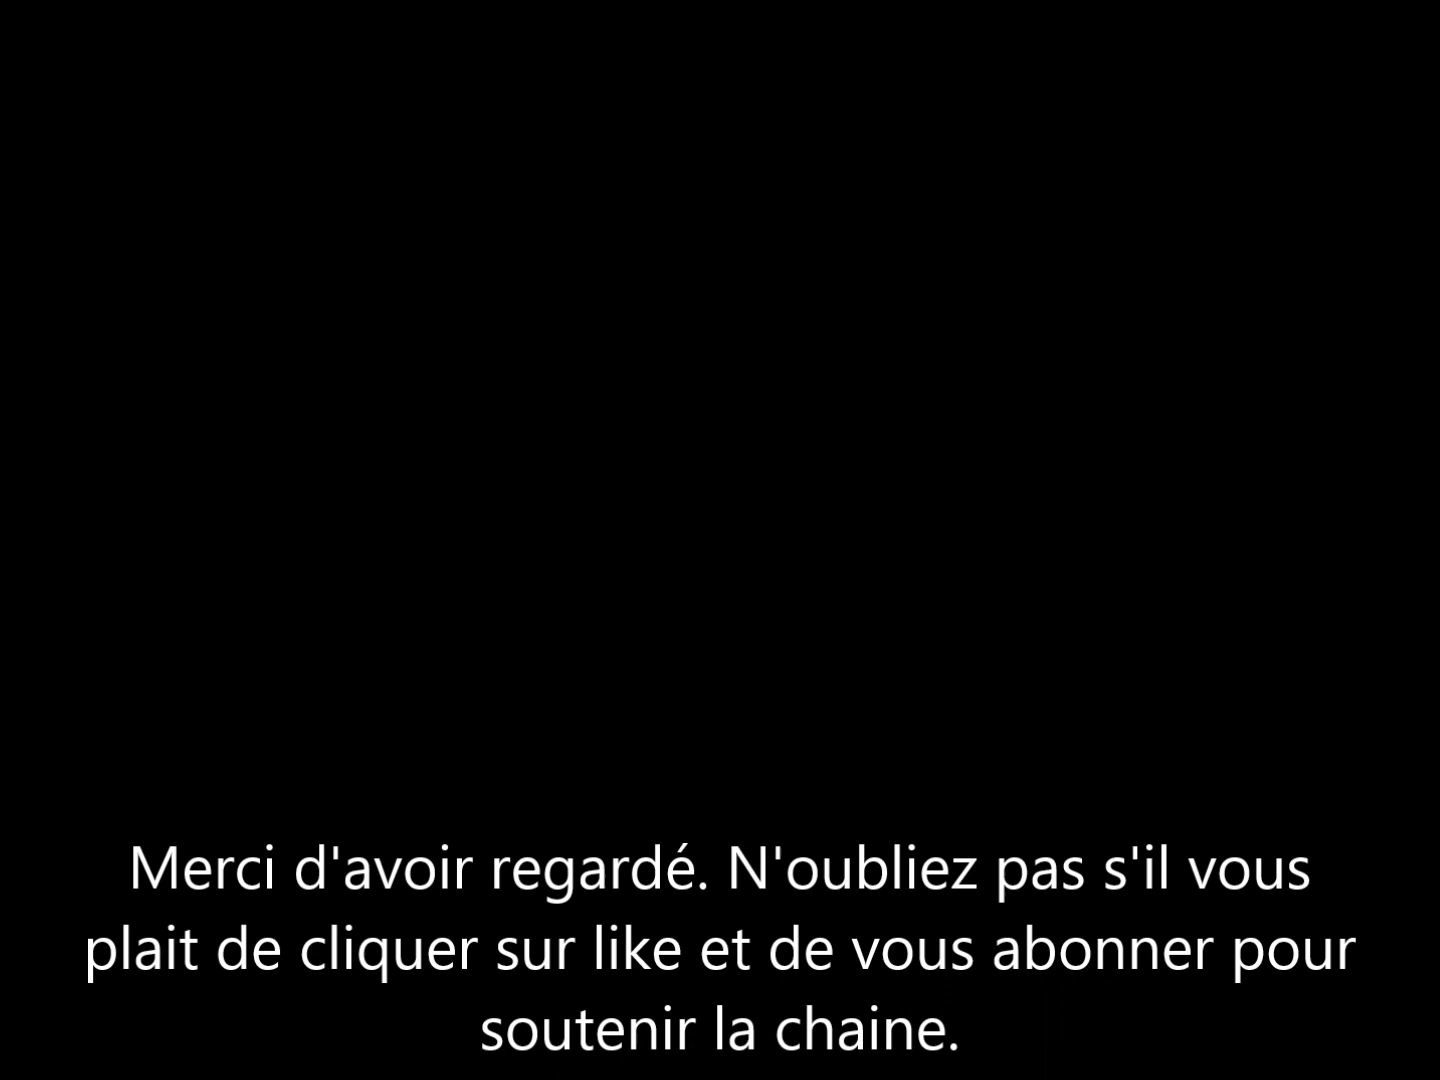 Merci d'avoir regardé. N'oubliez pas s'il vous
plait de cliquer sur like et de vous abonner pour
soutenir la chaine.